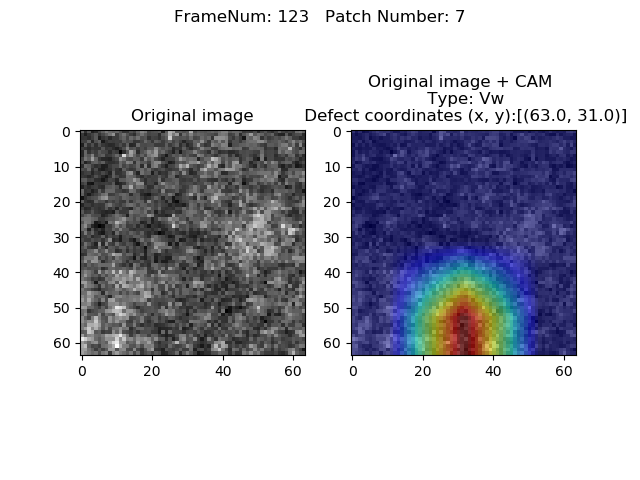 FrameNum: 123   Patch Number: 7
Original image
Original image + CAM
Type: Vw
Defect coordinates (x, y):[(63.0, 31.0)]
0
10
20
30
40
50
60
0 20 40 60
0
10
20
30
40
50
60
0 20 40 60